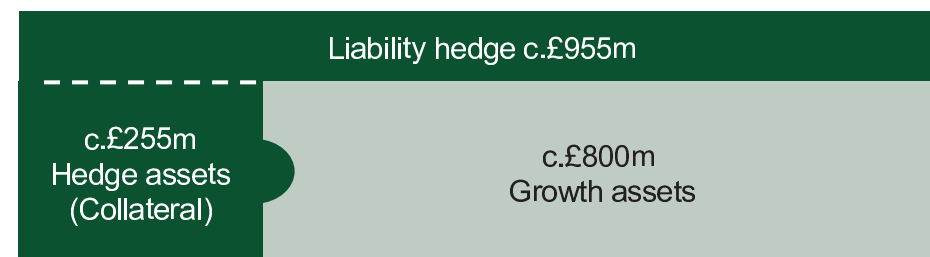 Liability hedge c.£955m
c.£255m
Hedge assets
(Collateral)
c.£800m
Growth assets